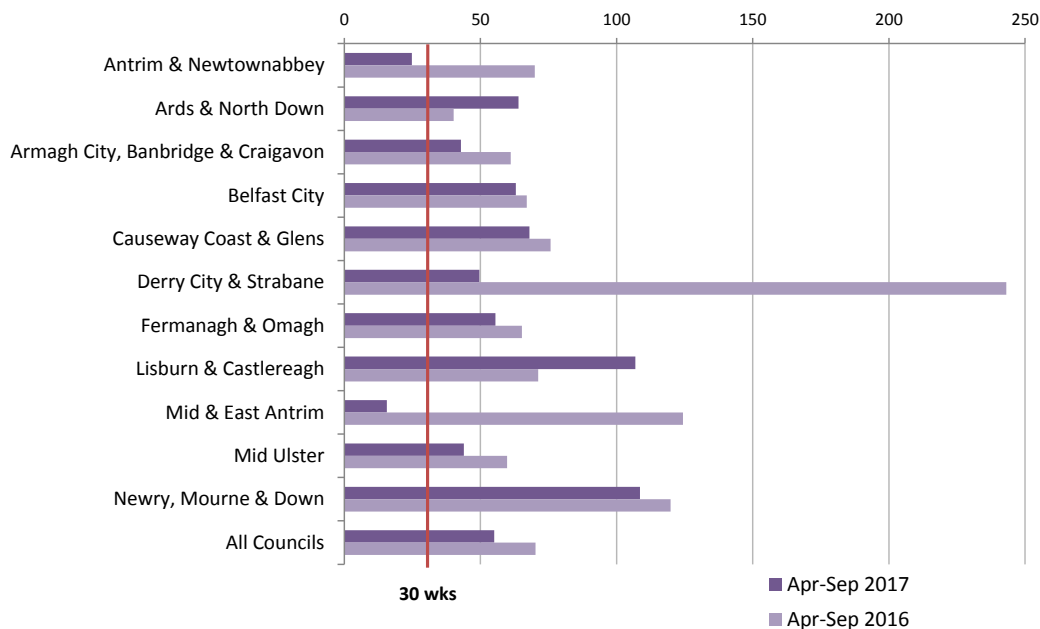 0 50 100 150 200 250
Antrim & Newtownabbey
Ards & North Down
Armagh City, Banbridge & Craigavon
Belfast City
Causeway Coast & Glens
Derry City & Strabane
Fermanagh & Omagh
Lisburn & Castlereagh
Mid & East Antrim
Mid Ulster
Newry, Mourne & Down
All Councils
30 wks
Apr-Sep 2017
Apr-Sep 2016